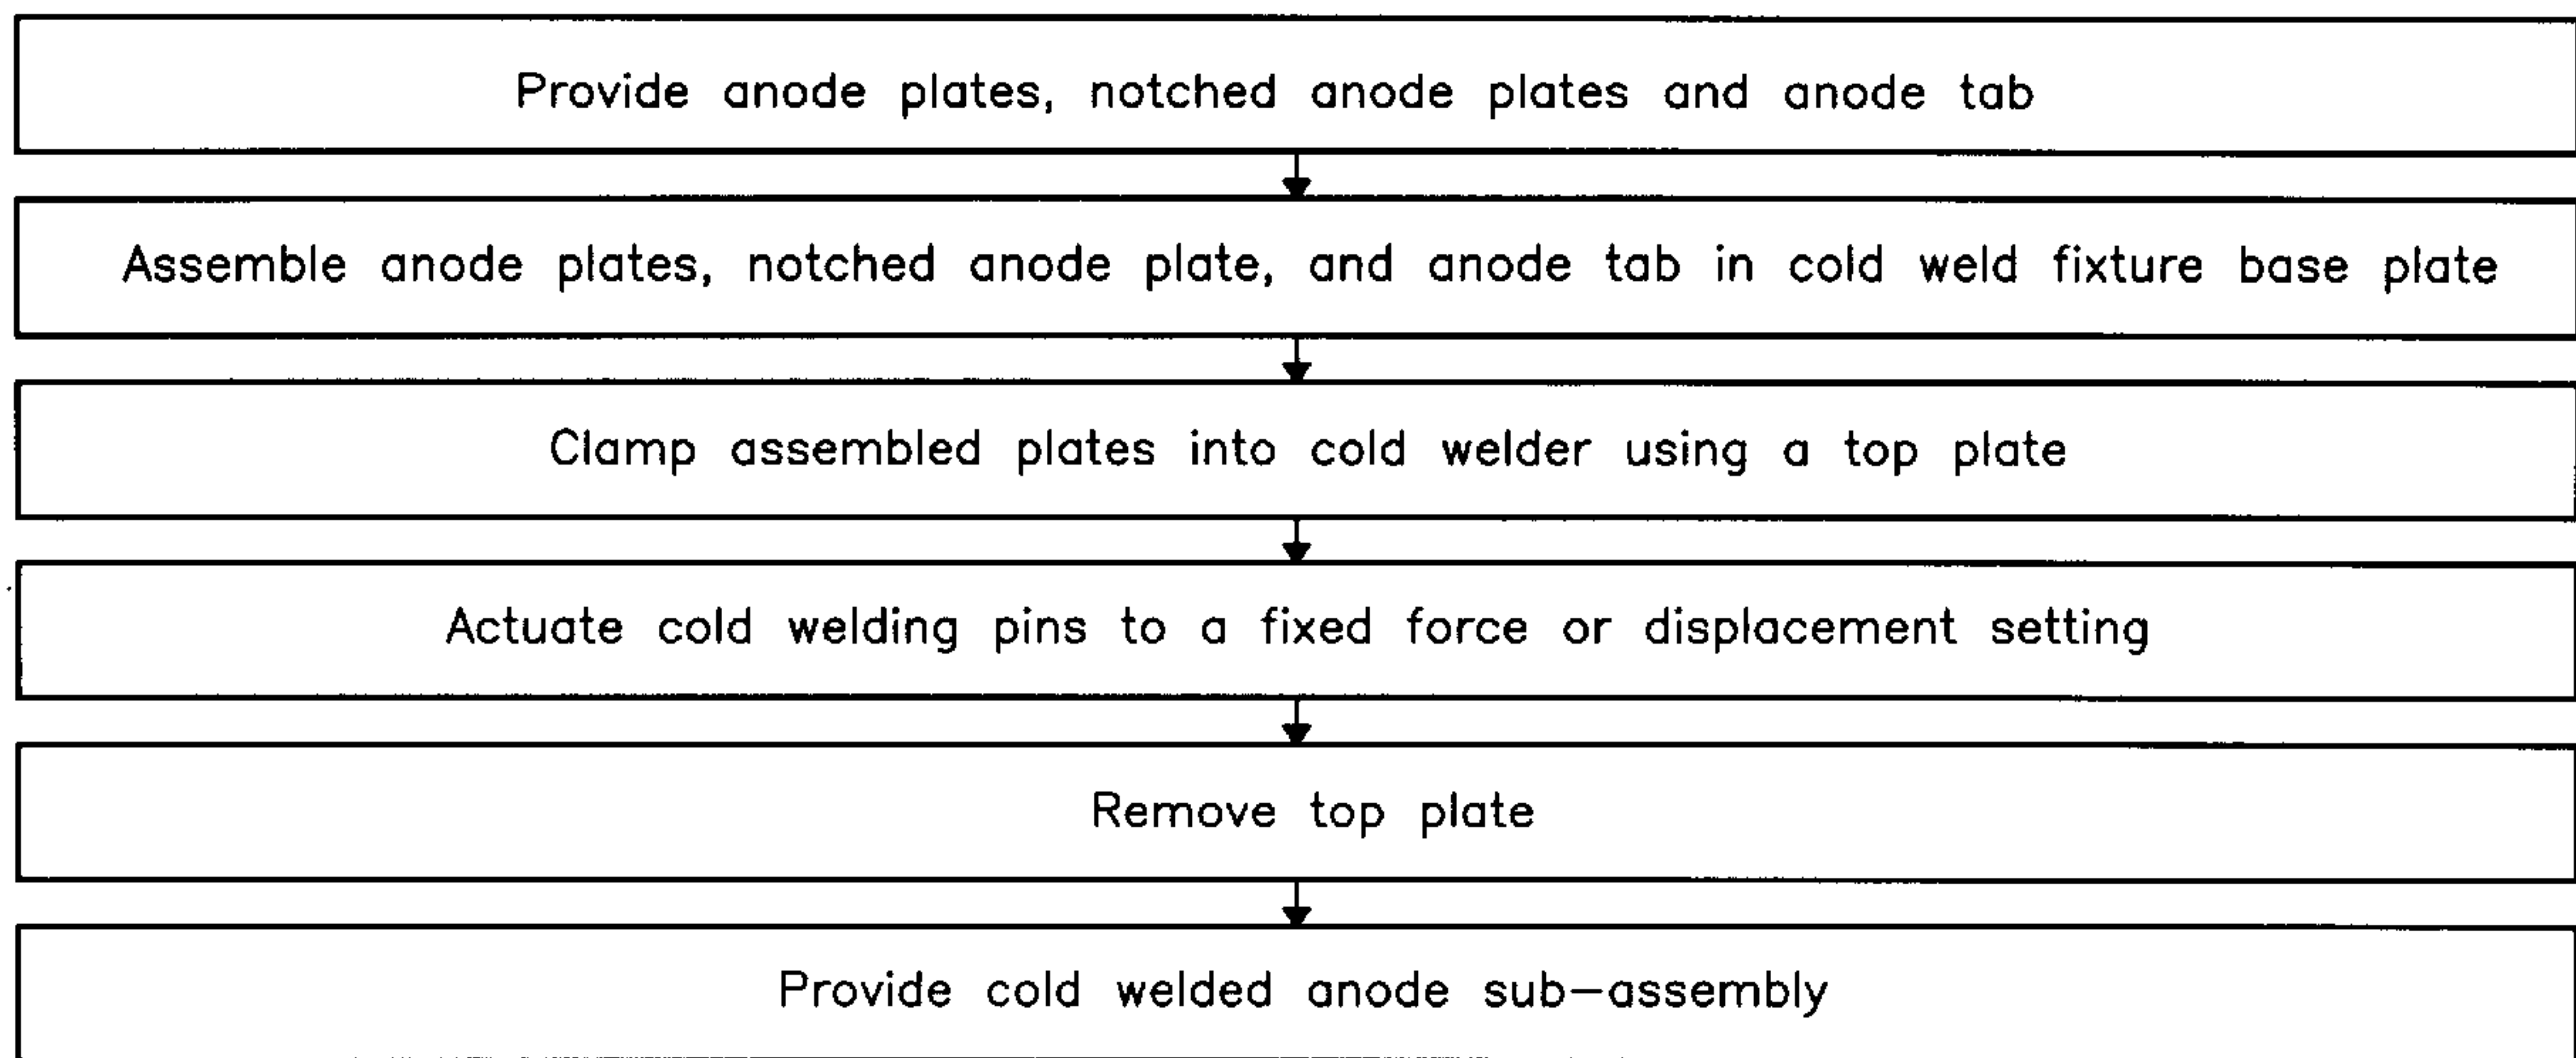 Provide anode plates, notched anode plates and anode tab
Assemble anode plates, notched anode plate, and anode tab in cold weld fixture base plate
Clamp assembled plates into cold welder using a top plate
Actuate cold welding pins to a fixed force or displacement setting
Remove top plate
Provide cold welded anode sub-assembly